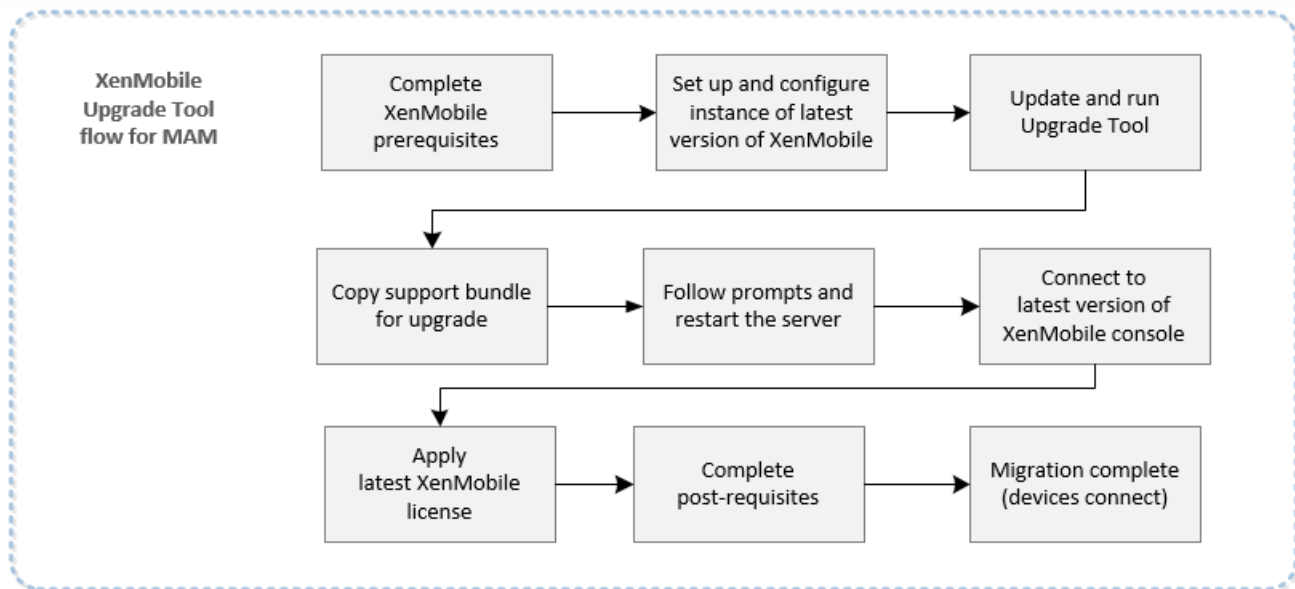 XenMobile
Upgrade Tool
flow for MAM
Complete
XenMobile
prerequisites
Set up and configure
instance of latest
version of XenMobile
Update and run
Upgrade Tool
Copy support bundle
for upgrade
Follow prompts and
restart the server
Connect to
latest version of
XenMobile console
Apply
latest XenMobile
license
Complete
post-requisites
Migration complete
(devices connect)